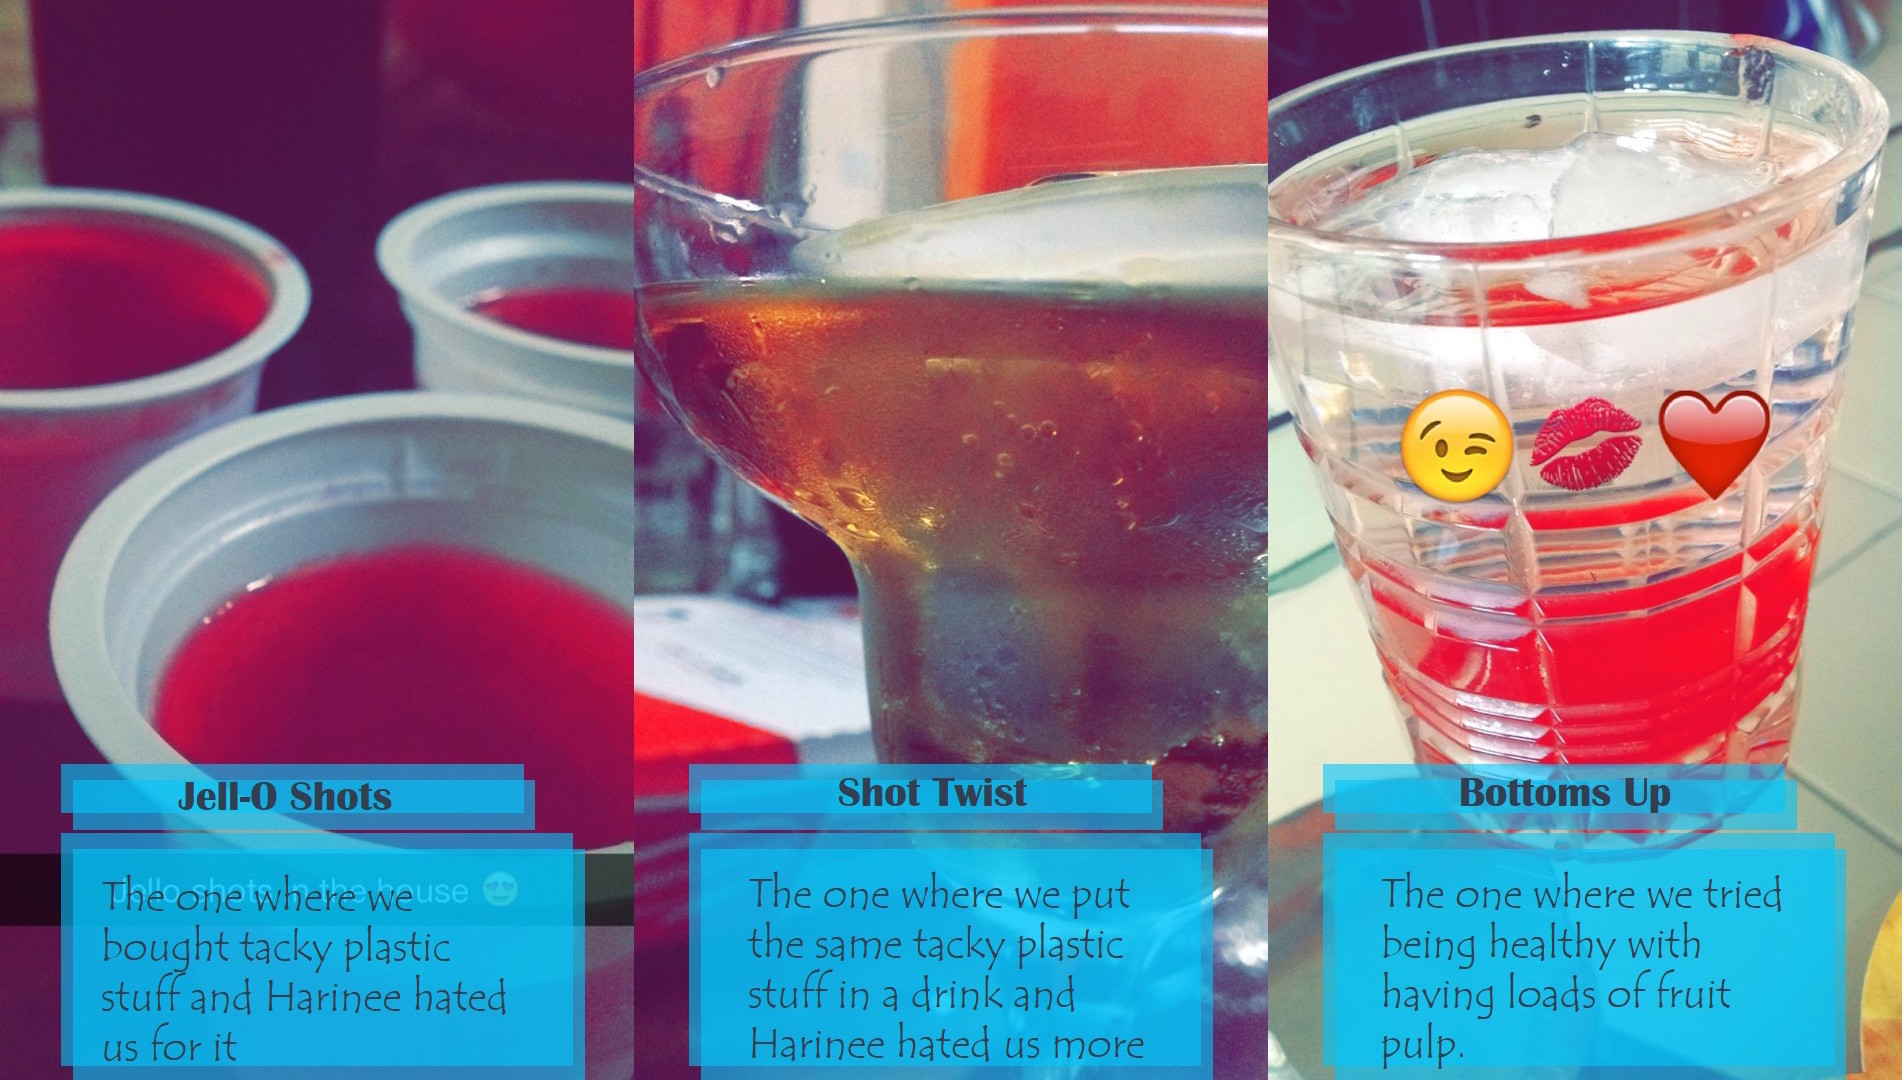 Jell-O Shots
Jello shots in the house 😍
The one where we
bought tacky plastic
stuff and Harinee hated
us for it
Shot Twist
The one where we put
the same tacky plastic
stuff in a drink and
Harinee hated us more
😉💋❤️
Bottoms Up
The one where we tried
being healthy with
having loads of fruit
pulp.